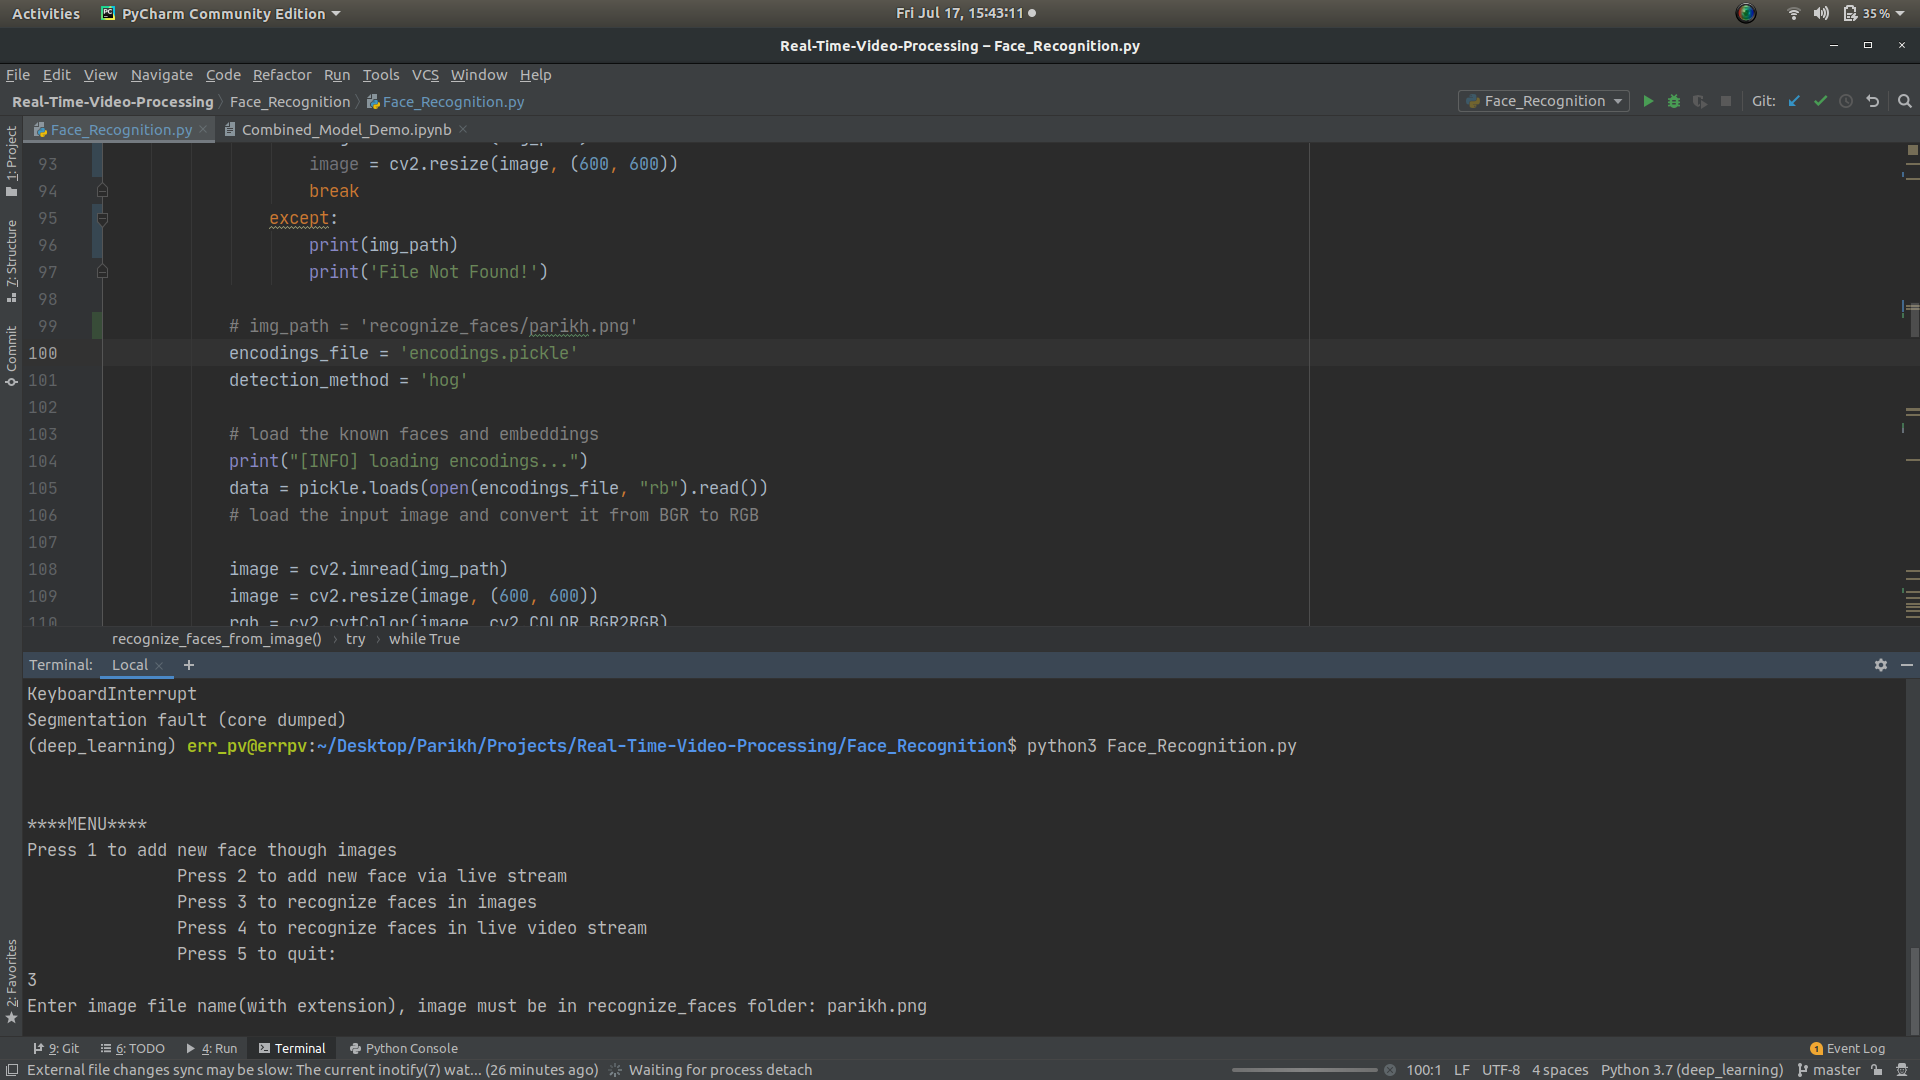 Activities PyCharm Community Edition Fri Jul 17, 15:43:11 35 %
Real-Time-Video-Processing – Face_Recognition.py
File Edit View Navigate Code Refactor Run Tools VCS Window Help
Real-Time-Video-Processing Face_Recognition Face_Recognition.py Face_Recognition Git:
Face_Recognition.py Combined_Model_Demo.ipynb
1: Project
7: Structure
Commit
2: Favorites
93 image = cv2.resize(image, (600, 600))
94 break
95 except:
96 print(img_path)
97 print('File Not Found!')
98
99 # img_path = 'recognize_faces/parikh.png'
100 encodings_file = 'encodings.pickle'
101 detection_method = 'hog'
102
103 # load the known faces and embeddings
104 print("[INFO] loading encodings...")
105 data = pickle.loads(open(encodings_file, "rb").read())
106 # load the input image and convert it from BGR to RGB
107
108 image = cv2.imread(img_path)
109 image = cv2.resize(image, (600, 600))
110 rgb = cv2.cvtColor(image, cv2.COLOR_BGR2RGB)
recognize_faces_from_image() › try › while True
Terminal: Local +
KeyboardInterrupt
Segmentation fault (core dumped)
(deep_learning) err_pv@errpv:~/Desktop/Parikh/Projects/Real-Time-Video-Processing/Face_Recognition$ python3 Face_Recognition.py
****MENU****
Press 1 to add new face though images
Press 2 to add new face via live stream
Press 3 to recognize faces in images
Press 4 to recognize faces in live video stream
Press 5 to quit:
3
Enter image file name(with extension), image must be in recognize_faces folder: parikh.png
9: Git 6: TODO 4: Run Terminal Python Console 1 Event Log
External file changes sync may be slow: The current inotify(7) wat... (26 minutes ago) Waiting for process detach 100:1 LF UTF-8 4 spaces Python 3.7 (deep_learning) master